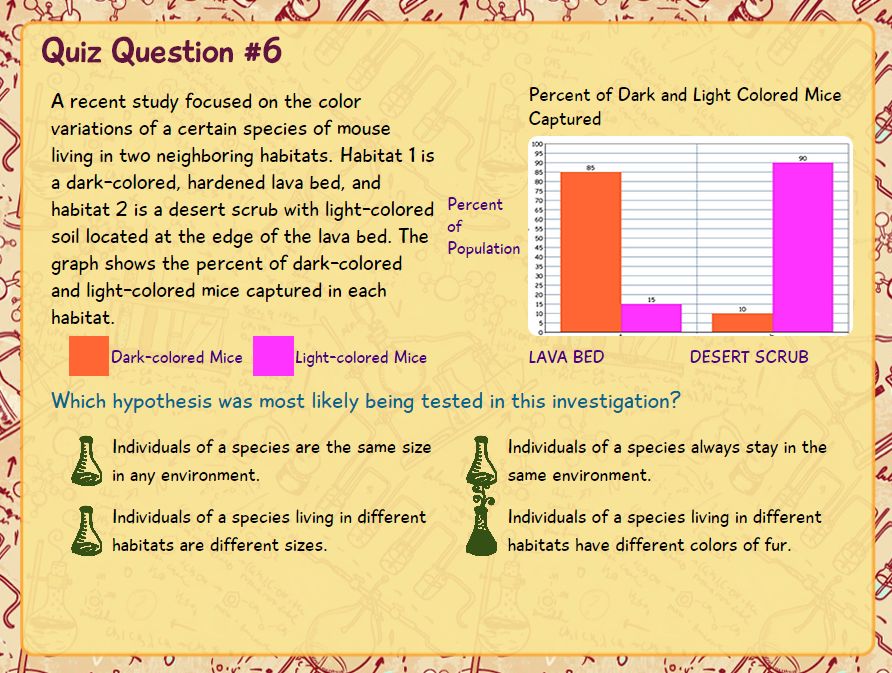 Quiz Question #6
A recent study focused on the color
variations of a certain species of mouse
living in two neighboring habitats. Habitat 1 is
a dark-colored, hardened lava bed, and
habitat 2 is a desert scrub with light-colored
soil located at the edge of the lava bed. The
graph shows the percent of dark-colored
and light-colored mice captured in each
habitat.
Dark-colored Mice
Light-colored Mice
Percent of Dark and Light Colored Mice
Captured
Percent
of
Population
100
95
90
85
80
75
70
65
60
55
50
45
40
35
30
25
20
15
10
5
0
85
15
10
90
LAVA BED
DESERT SCRUB
Which hypothesis was most likely being tested in this investigation?
Individuals of a species are the same size
in any environment.
Individuals of a species always stay in the
same environment.
Individuals of a species living in different
habitats are different sizes.
Individuals of a species living in different
habitats have different colors of fur.